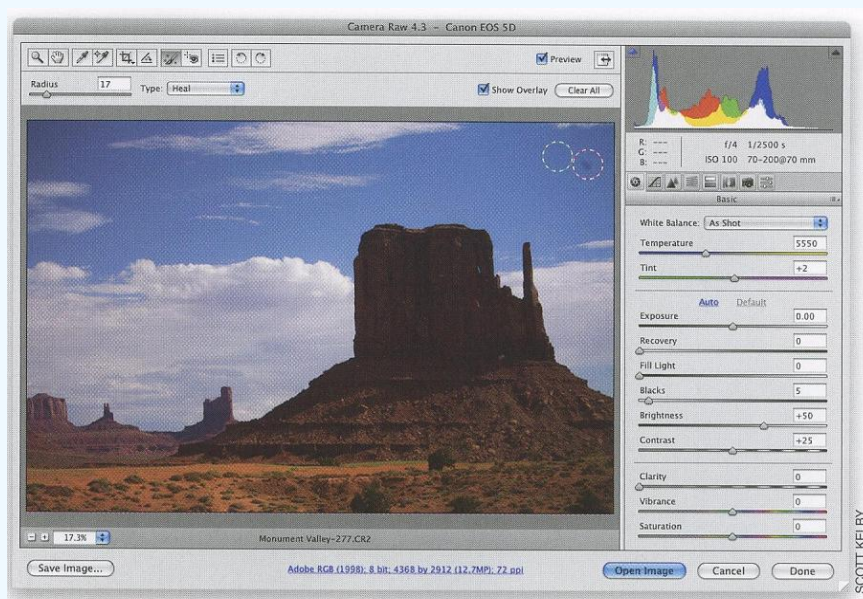 Camera Raw 4.3 – Canon EOS 5D
Preview
Radius 17 Type: Heal
Show Overlay Clear All
R: ---
G: ---
B: ---
f/4 1/2500 s
ISO 100 70-200@70 mm
Basic
White Balance: As Shot
Temperature 5550
Tint +2
Auto Default
Exposure 0.00
Recovery 0
Fill Light 0
Blacks 5
Brightness +50
Contrast +25
Clarity 0
Vibrance 0
Saturation 0
17.3% Monument Valley-277.CR2
Save Image... Adobe RGB (1998); 8 bit; 4368 by 2912 (12.7MP); 72 ppi Open Image Cancel Done
SCOTT KELBY